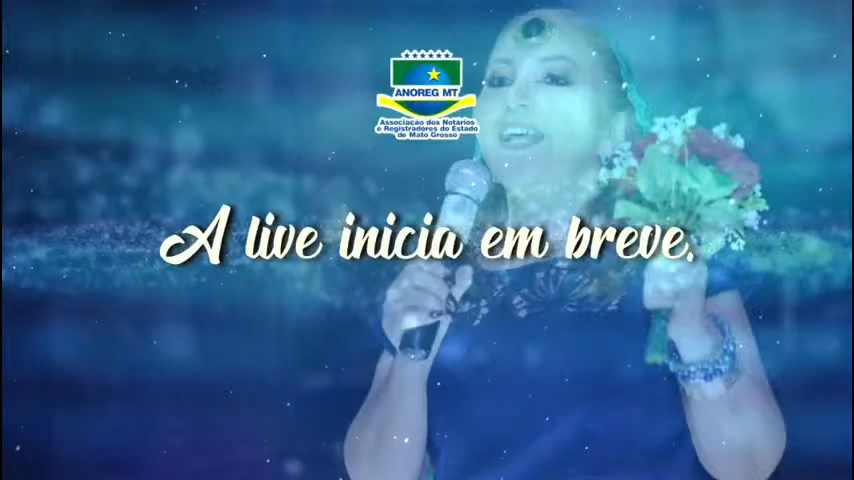 ANOREG MT
Associação dos Notários
e Registradores do Estado
de Mato Grosso
A live inicia em breve.